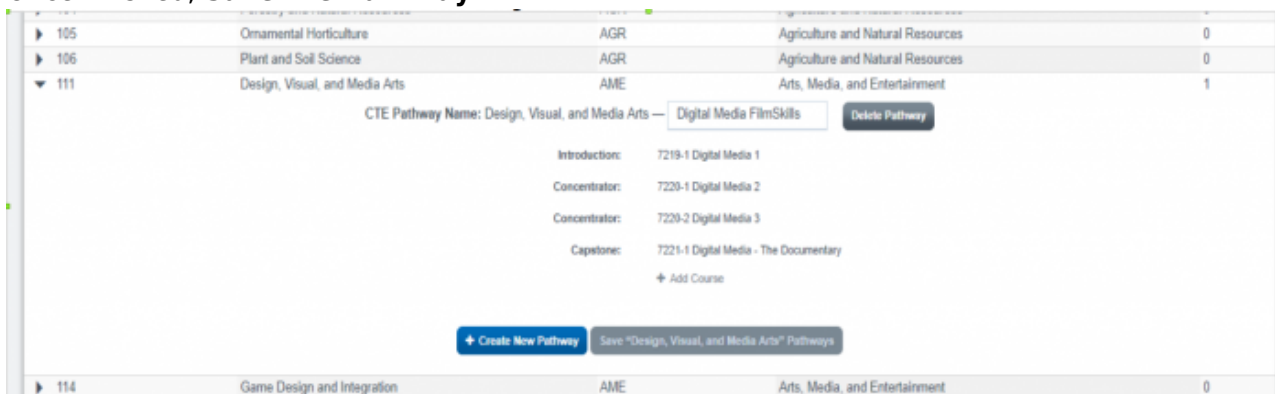 105 Ornamental Horticulture AGR Agriculture and Natural Resources 0
106 Plant and Soil Science AGR Agriculture and Natural Resources 0
111 Design, Visual, and Media Arts AME Arts, Media, and Entertainment 1
CTE Pathway Name: Design, Visual, and Media Arts — Digital Media FilmSkills Delete Pathway
Introduction: 7219-1 Digital Media 1
Concentrator: 7220-1 Digital Media 2
Concentrator: 7220-2 Digital Media 3
Capstone: 7221-1 Digital Media - The Documentary
+ Add Course
+ Create New Pathway Save "Design, Visual, and Media Arts" Pathways
114 Game Design and Integration AME Arts, Media, and Entertainment 0